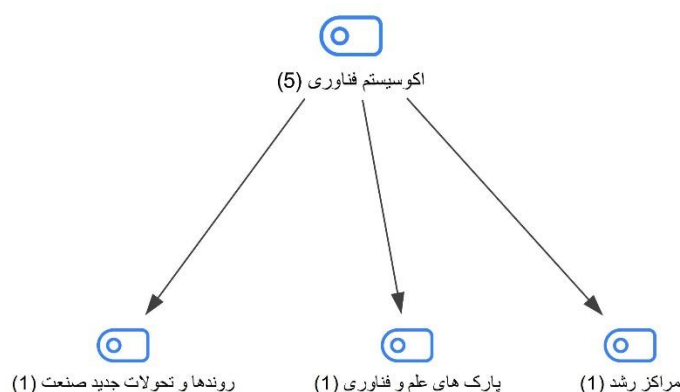 اکوسیستم فناوری (5)
مراکز رشد (1)
پارک های علم و فناوری (1)
روندها و تحولات جدید صنعت (1)